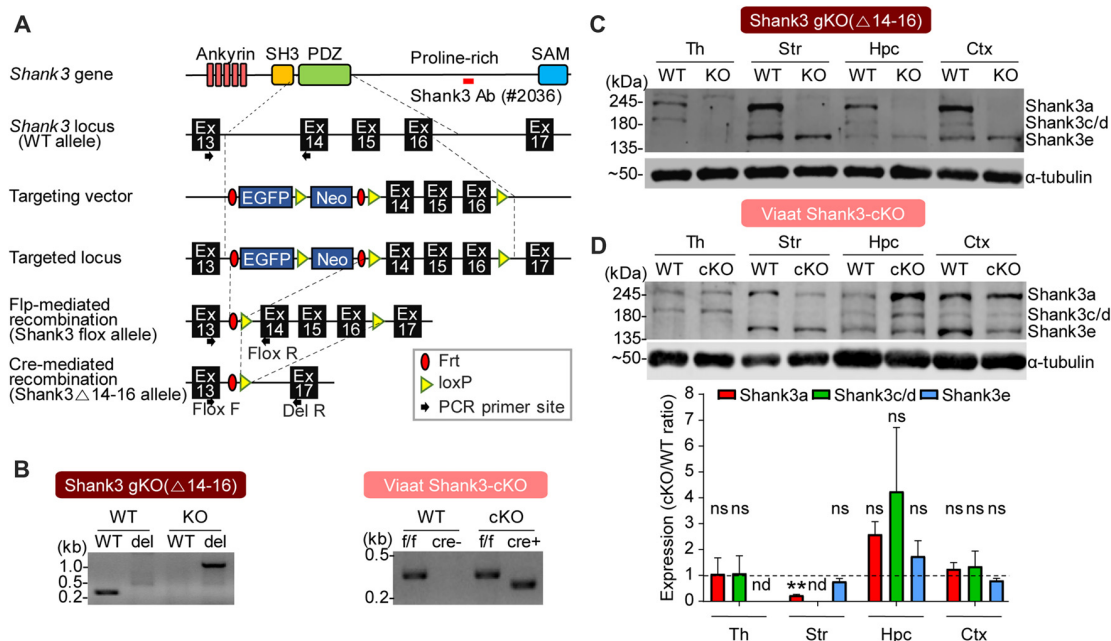 A
Ankyrin SH3 PDZ Proline-rich SAM
Shank3 gene
Shank3 Ab (#2036)
Shank3 locus
(WT allele)
Ex 13 Ex 14 Ex 15 Ex 16 Ex 17
Targeting vector
EGFP Neo Ex 14 Ex 15 Ex 16
Targeted locus
Ex 13 EGFP Neo Ex 14 Ex 15 Ex 16 Ex 17
Flp-mediated
recombination
(Shank3 flox allele)
Ex 13 Ex 14 Ex 15 Ex 16 Ex 17
Flox R
Cre-mediated
recombination
(Shank3△14-16 allele)
Ex 13 Ex 17
Flox F Del R
Frt
loxP
PCR primer site
B
Shank3 gKO(△14-16)
WT KO
(kb) WT del WT del
1.0
0.5
0.2
Viaat Shank3-cKO
WT cKO
(kb) f/f cre- f/f cre+
0.5
0.2
C
Shank3 gKO(△14-16)
Th Str Hpc Ctx
(kDa) WT KO WT KO WT KO WT KO
245- Shank3a
180- Shank3c/d
135- Shank3e
~50- α-tubulin
Viaat Shank3-cKO
D
Th Str Hpc Ctx
(kDa) WT cKO WT cKO WT cKO WT cKO
245- Shank3a
180- Shank3c/d
135- Shank3e
~50- α-tubulin
Expression (cKO/WT ratio)
8
7
6
5
4
3
2
1
0
Shank3a Shank3c/d Shank3e
ns ns nd
** nd ns
ns ns ns
ns ns ns
Th Str Hpc Ctx